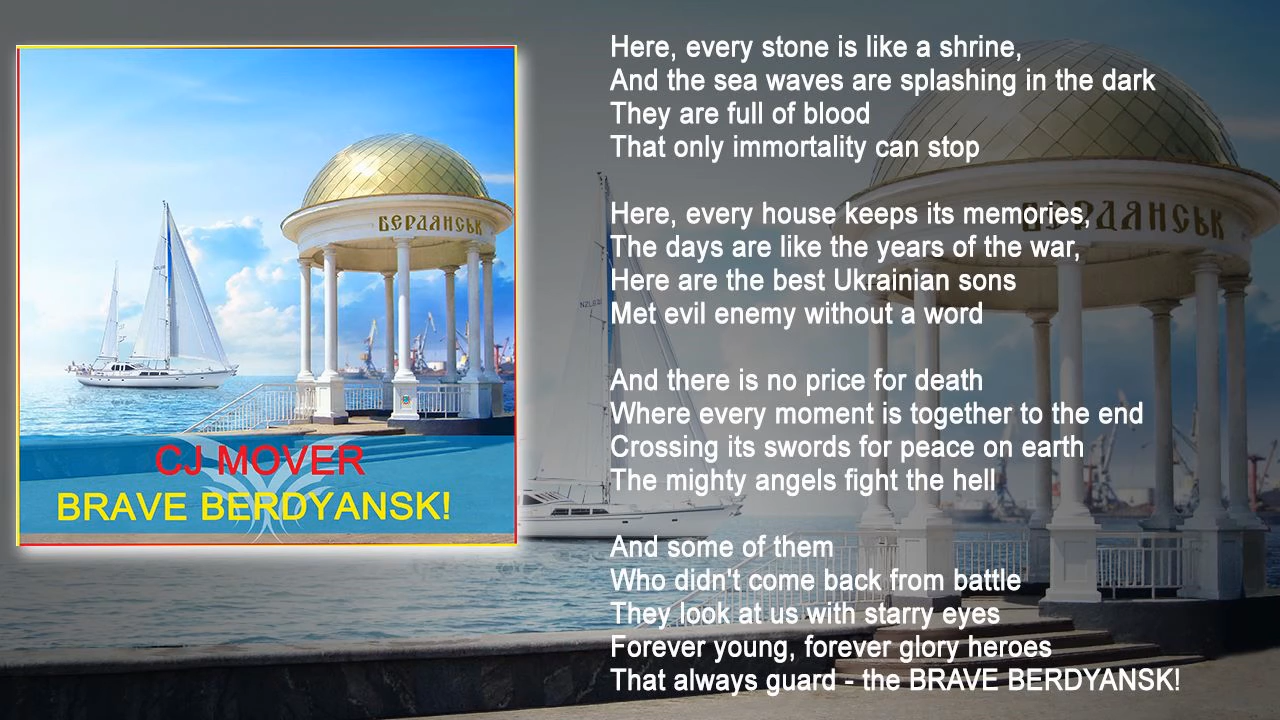 БЕРДЯНСЬК
CJ MOVER
BRAVE BERDYANSK!
Here, every stone is like a shrine,
And the sea waves are splashing in the dark
They are full of blood
That only immortality can stop
Here, every house keeps its memories,
The days are like the years of the war,
Here are the best Ukrainian sons
Met evil enemy without a word
And there is no price for death
Where every moment is together to the end
Crossing its swords for peace on earth
The mighty angels fight the hell
And some of them
Who didn't come back from battle
They look at us with starry eyes
Forever young, forever glory heroes
That always guard - the BRAVE BERDYANSK!
БЕРДЯНСЬК